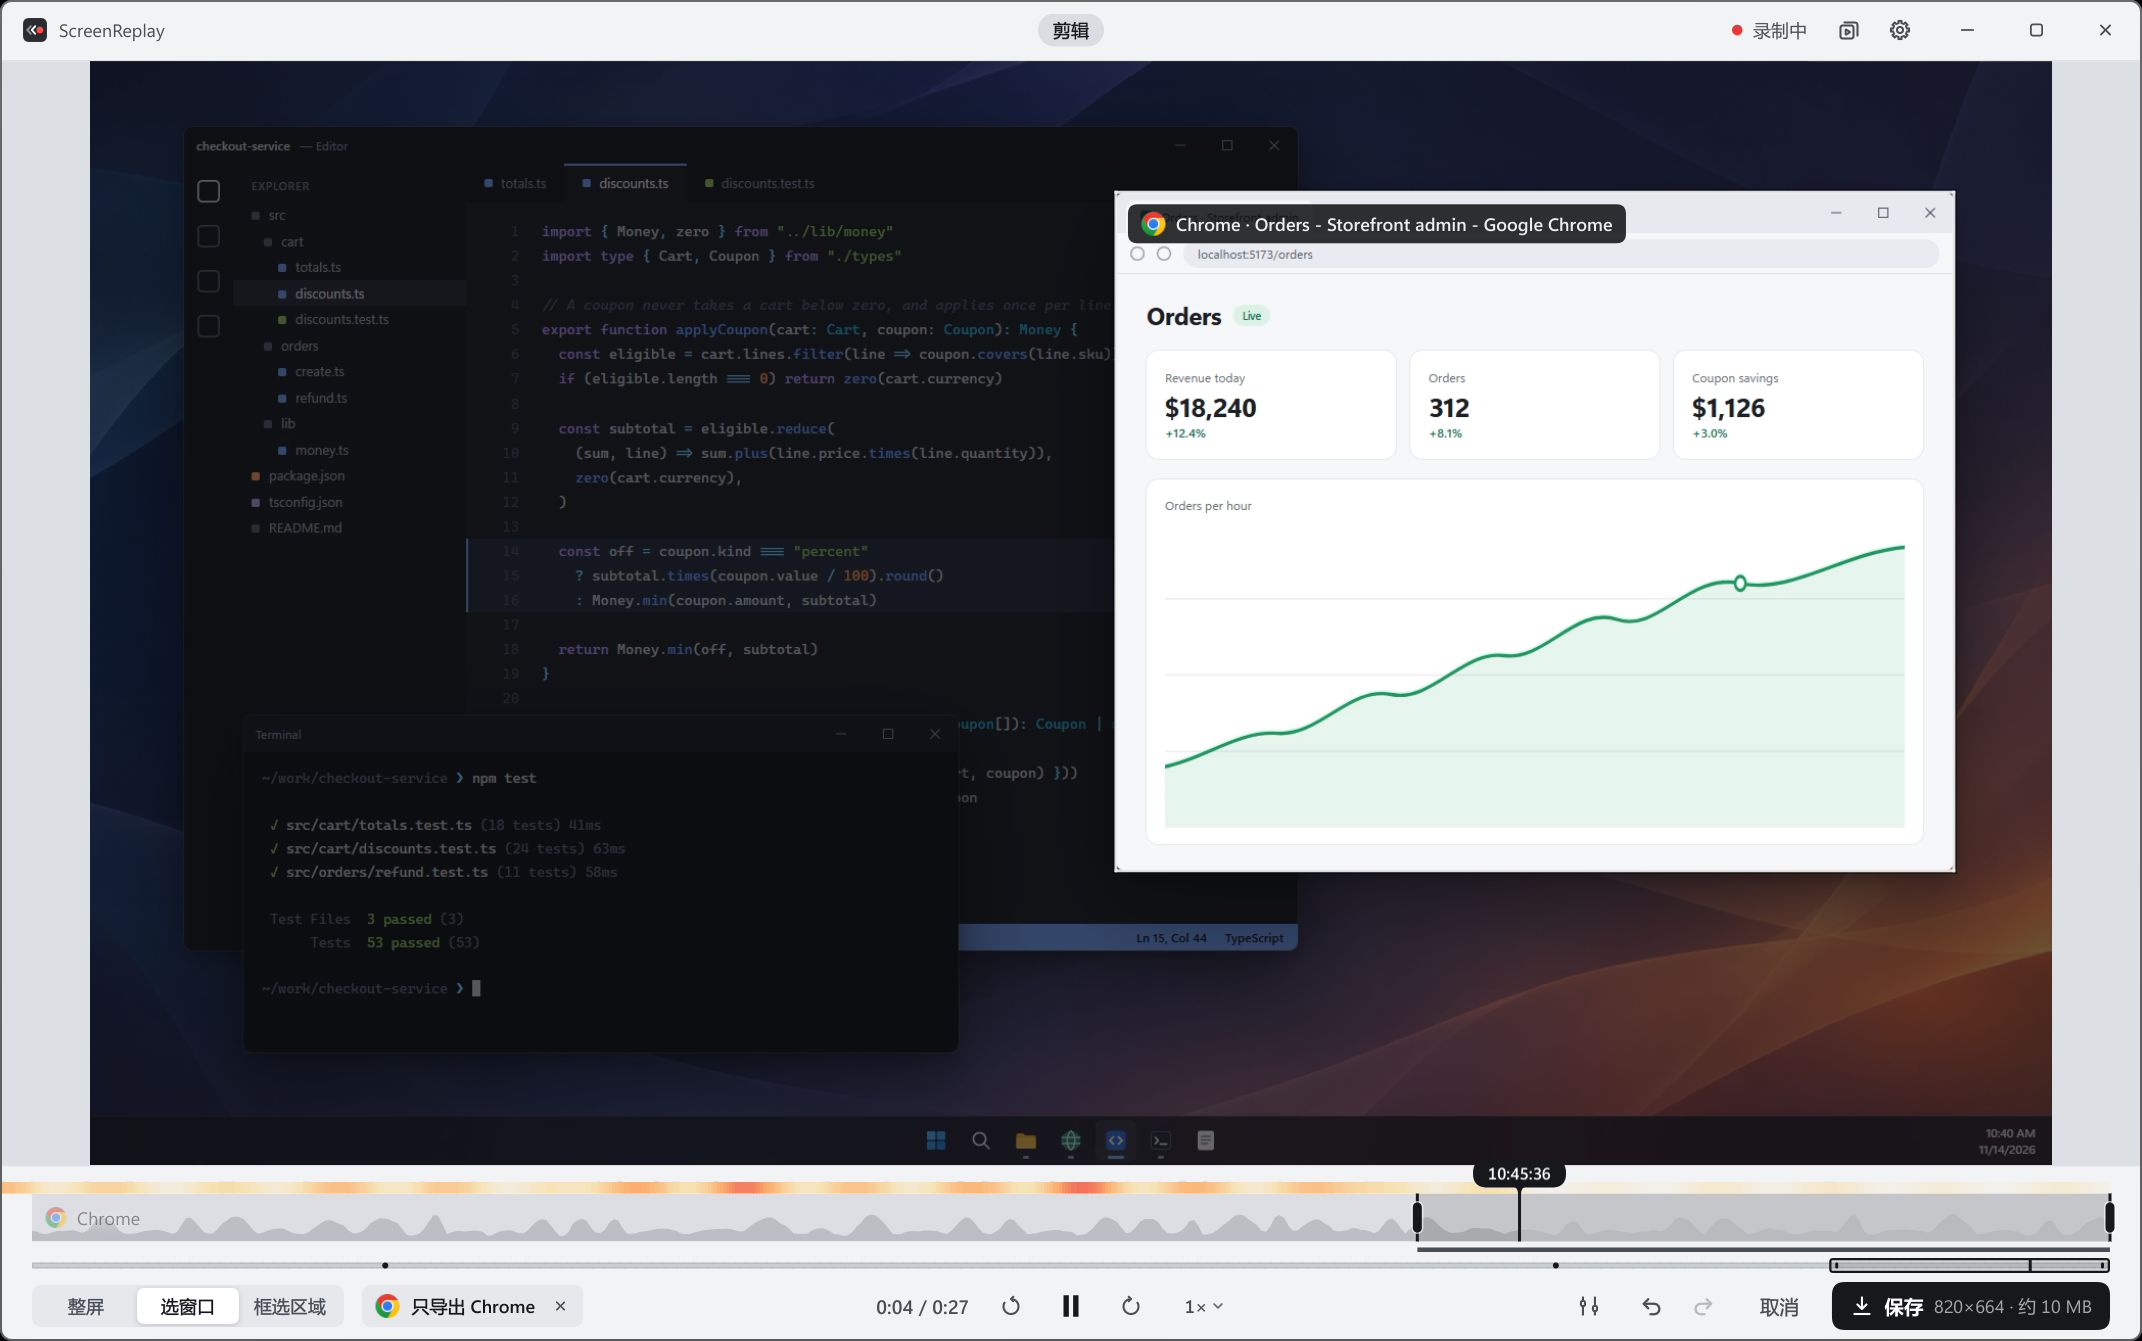 ScreenReplay
剪辑
录制中
checkout-service — Editor
EXPLORER
src
cart
totals.ts
discounts.ts
discounts.test.ts
orders
create.ts
refund.ts
lib
money.ts
package.json
tsconfig.json
README.md
totals.ts
discounts.ts
discounts.test.ts
1 import { Money, zero } from "../lib/money"
2 import type { Cart, Coupon } from "./types"
3
4 // A coupon never takes a cart below zero, and applies once per line
5 export function applyCoupon(cart: Cart, coupon: Coupon): Money {
6 const eligible = cart.lines.filter(line => coupon.covers(line.sku)
7 if (eligible.length === 0) return zero(cart.currency)
8
9 const subtotal = eligible.reduce(
10 (sum, line) => sum.plus(line.price.times(line.quantity)),
11 zero(cart.currency),
12 )
13
14 const off = coupon.kind === "percent"
15 ? subtotal.times(coupon.value / 100).round()
16 : Money.min(coupon.amount, subtotal)
17
18 return Money.min(off, subtotal)
19 }
20
upon[]): Coupon |
t, coupon) }))
on
Ln 15, Col 44 TypeScript
Terminal
~/work/checkout-service ❯ npm test
✓ src/cart/totals.test.ts (18 tests) 41ms
✓ src/cart/discounts.test.ts (24 tests) 63ms
✓ src/orders/refund.test.ts (11 tests) 58ms
Test Files 3 passed (3)
Tests 53 passed (53)
~/work/checkout-service ❯
Chrome · Orders - Storefront admin - Google Chrome
localhost:5173/orders
Orders Live
Revenue today
$18,240
+12.4%
Orders
312
+8.1%
Coupon savings
$1,126
+3.0%
Orders per hour
10:40 AM
11/14/2026
10:45:36
Chrome
整屏
选窗口
框选区域
只导出 Chrome ×
0:04 / 0:27
1×
取消
保存 820×664 · 约 10 MB